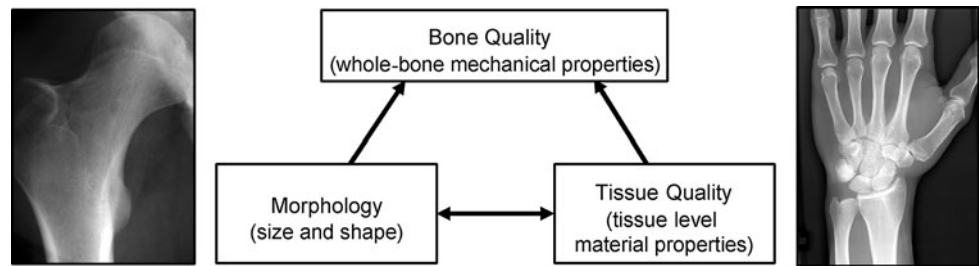 Bone Quality
(whole-bone mechanical properties)
Morphology
(size and shape)
Tissue Quality
(tissue level
material properties)